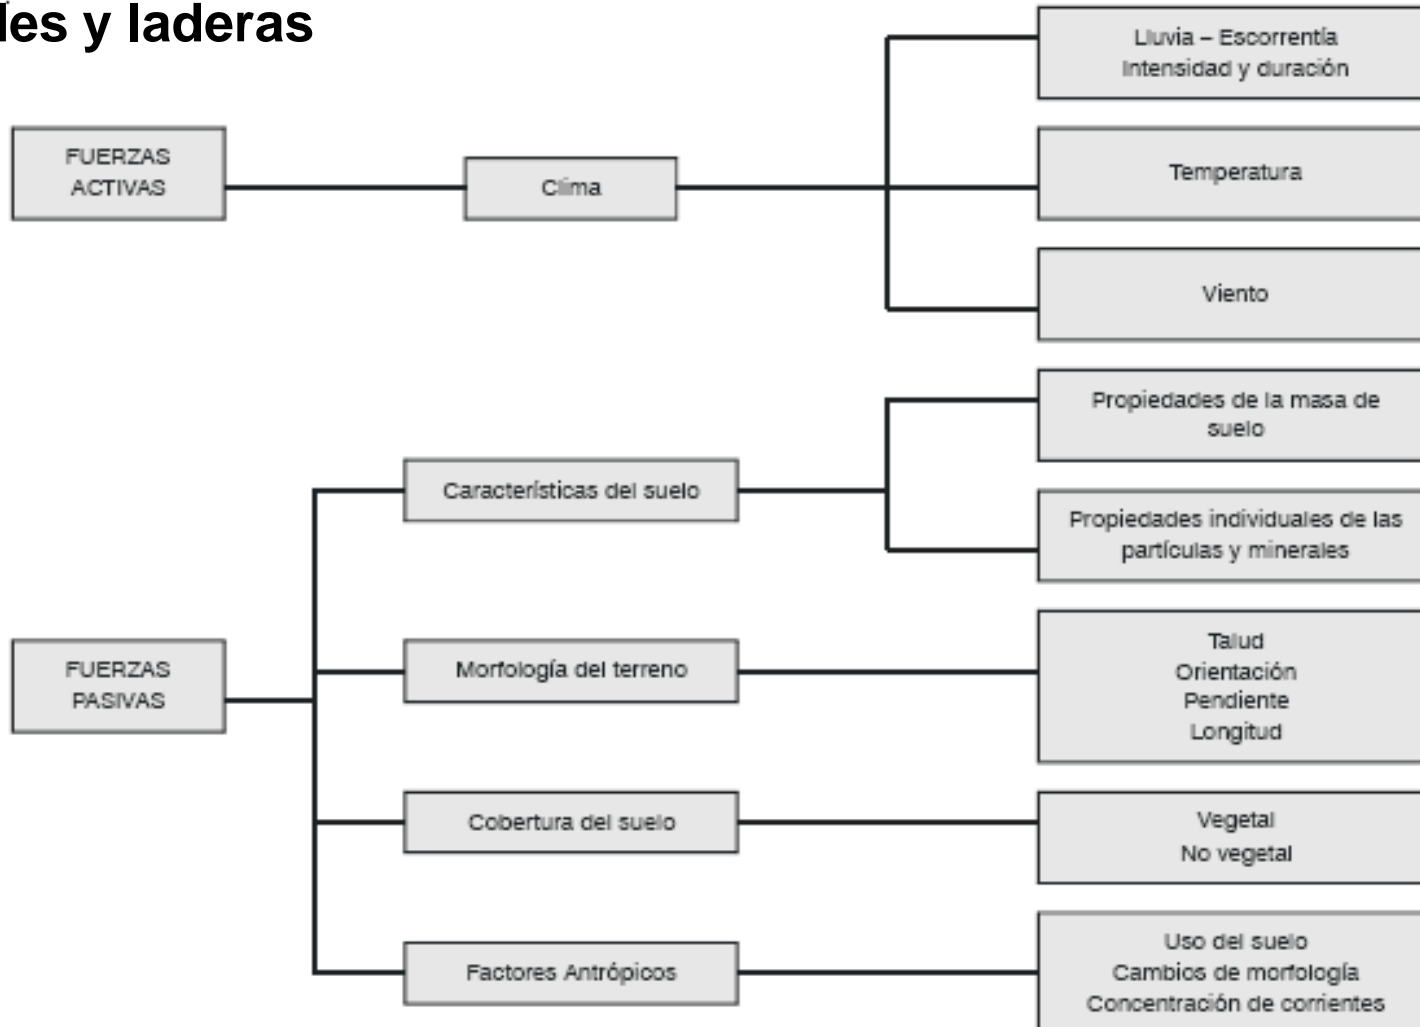 y laderas
Lluvia – Escorrentía
Intensidad y duración
FUERZAS
ACTIVAS
Clima
Temperatura
Viento
Propiedades de la masa de
suelo
Características del suelo
Propiedades individuales de las
partículas y minerales
FUERZAS
PASIVAS
Morfología del terreno
Talud
Orientación
Pendiente
Longitud
Cobertura del suelo
Vegetal
No vegetal
Factores Antrópicos
Uso del suelo
Cambios de morfología
Concentración de corrientes